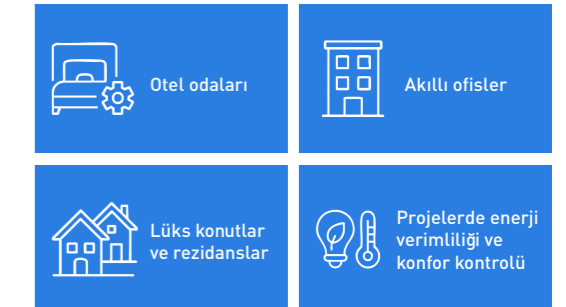 Otel odaları
Akıllı ofisler
Lüks konutlar
ve rezidanslar
Projelerde enerji
verimliliği ve
konfor kontrolü